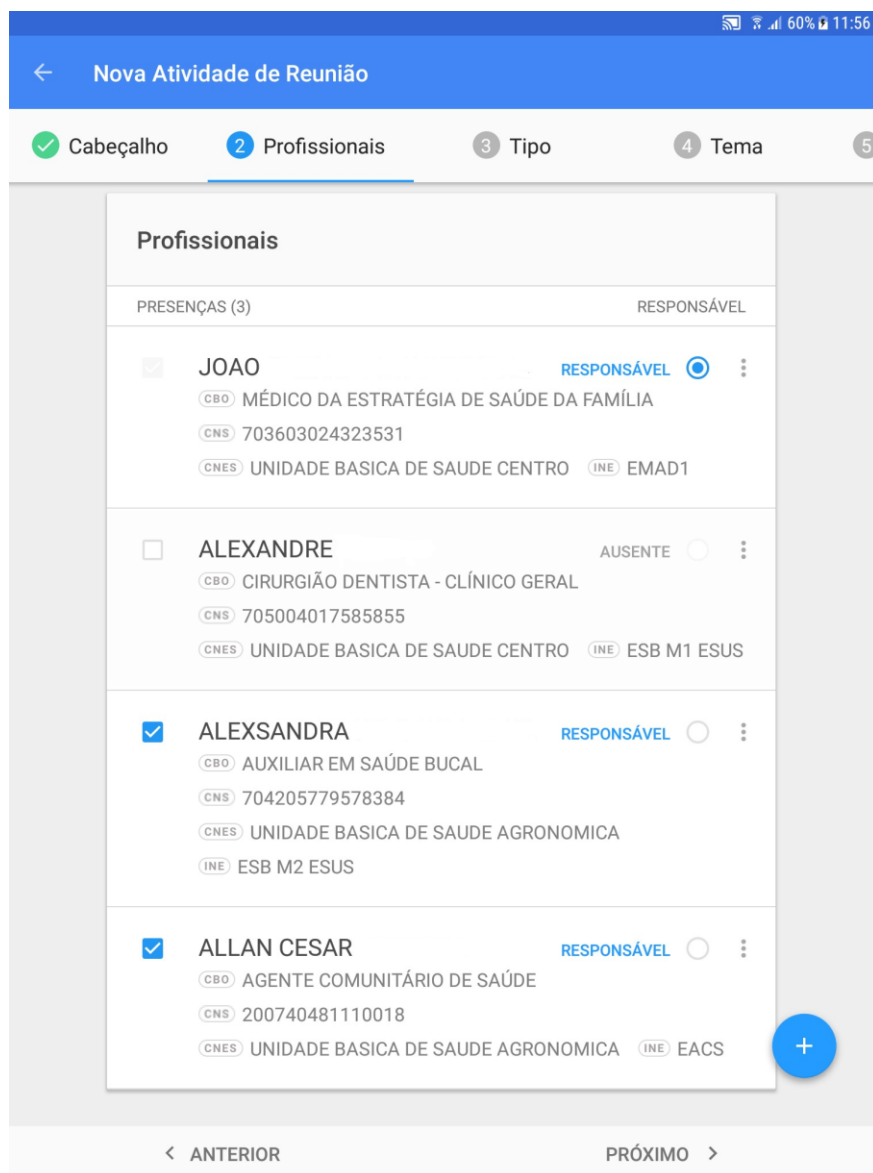 60% 11:56
Nova Atividade de Reunião
Cabeçalho 2 Profissionais 3 Tipo 4 Tema 5
Profissionais
PRESENÇAS (3) RESPONSÁVEL
JOAO RESPONSÁVEL
CBO MÉDICO DA ESTRATÉGIA DE SAÚDE DA FAMÍLIA
CNS 703603024323531
CNES UNIDADE BASICA DE SAUDE CENTRO INE EMAD1
ALEXANDRE AUSENTE
CBO CIRURGIÃO DENTISTA - CLÍNICO GERAL
CNS 705004017585855
CNES UNIDADE BASICA DE SAUDE CENTRO INE ESB M1 ESUS
ALEXSANDRA RESPONSÁVEL
CBO AUXILIAR EM SAÚDE BUCAL
CNS 704205779578384
CNES UNIDADE BASICA DE SAUDE AGRONOMICA
INE ESB M2 ESUS
ALLAN CESAR RESPONSÁVEL
CBO AGENTE COMUNITÁRIO DE SAÚDE
CNS 200740481110018
CNES UNIDADE BASICA DE SAUDE AGRONOMICA INE EACS
+
< ANTERIOR PRÓXIMO >